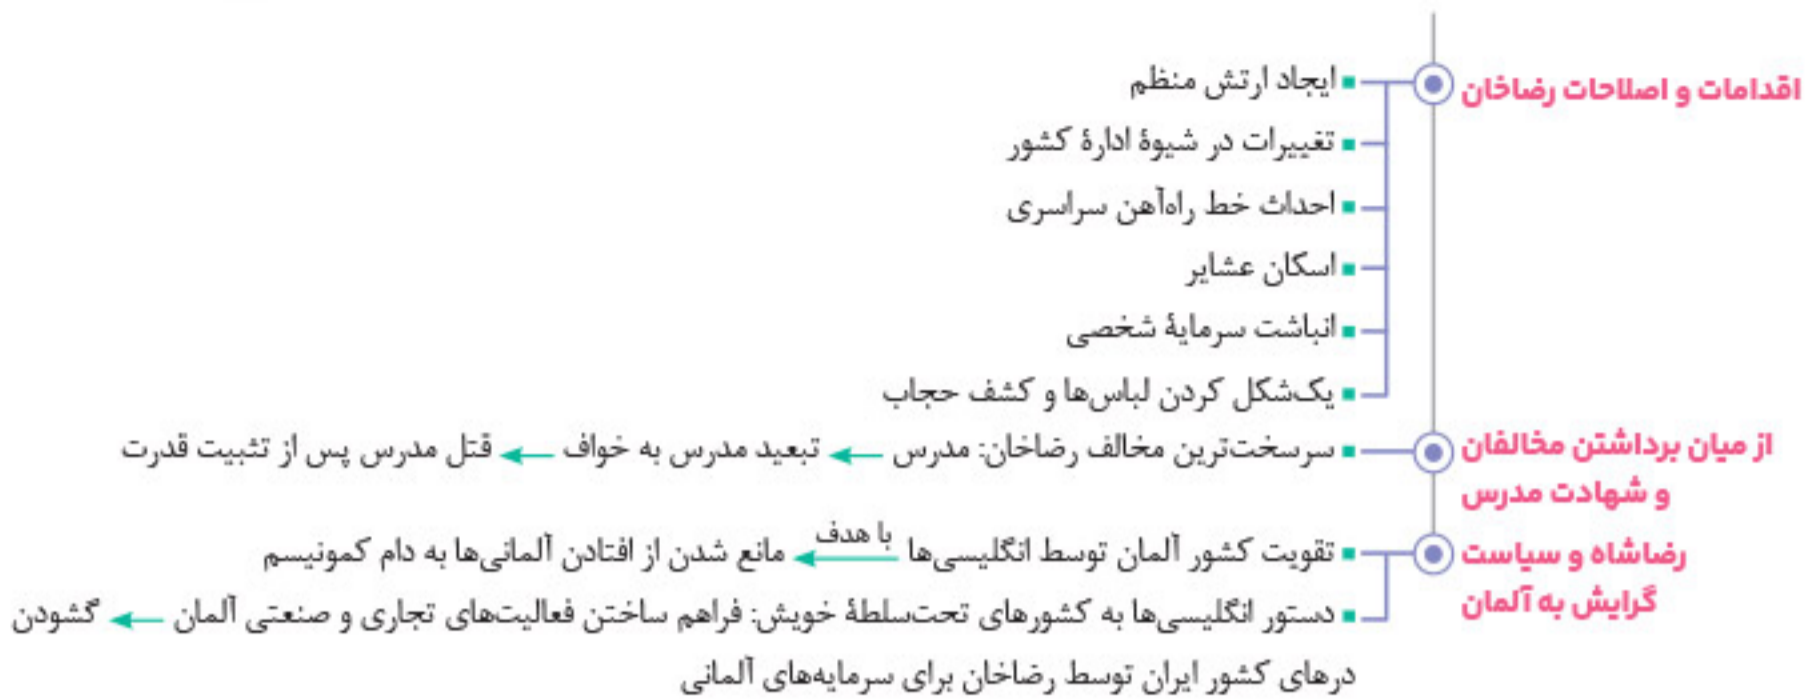 اقدامات و اصلاحات رضاخان
ایجاد ارتش منظم
تغییرات در شیوهٔ ادارهٔ کشور
احداث خط راه‌آهن سراسری
اسکان عشایر
انباشت سرمایهٔ شخصی
یک‌شکل کردن لباس‌ها و کشف حجاب
از میان برداشتن مخالفان
و شهادت مدرس
سرسخت‌ترین مخالف رضاخان: مدرس ← تبعید مدرس به خواف ← قتل مدرس پس از تثبیت قدرت
رضاشاه و سیاست
گرایش به آلمان
تقویت کشور آلمان توسط انگلیسی‌ها ← با هدف مانع شدن از افتادن آلمانی‌ها به دام کمونیسم
دستور انگلیسی‌ها به کشورهای تحت‌سلطهٔ خویش: فراهم ساختن فعالیت‌های تجاری و صنعتی آلمان ← گشودن
درهای کشور ایران توسط رضاخان برای سرمایه‌های آلمانی